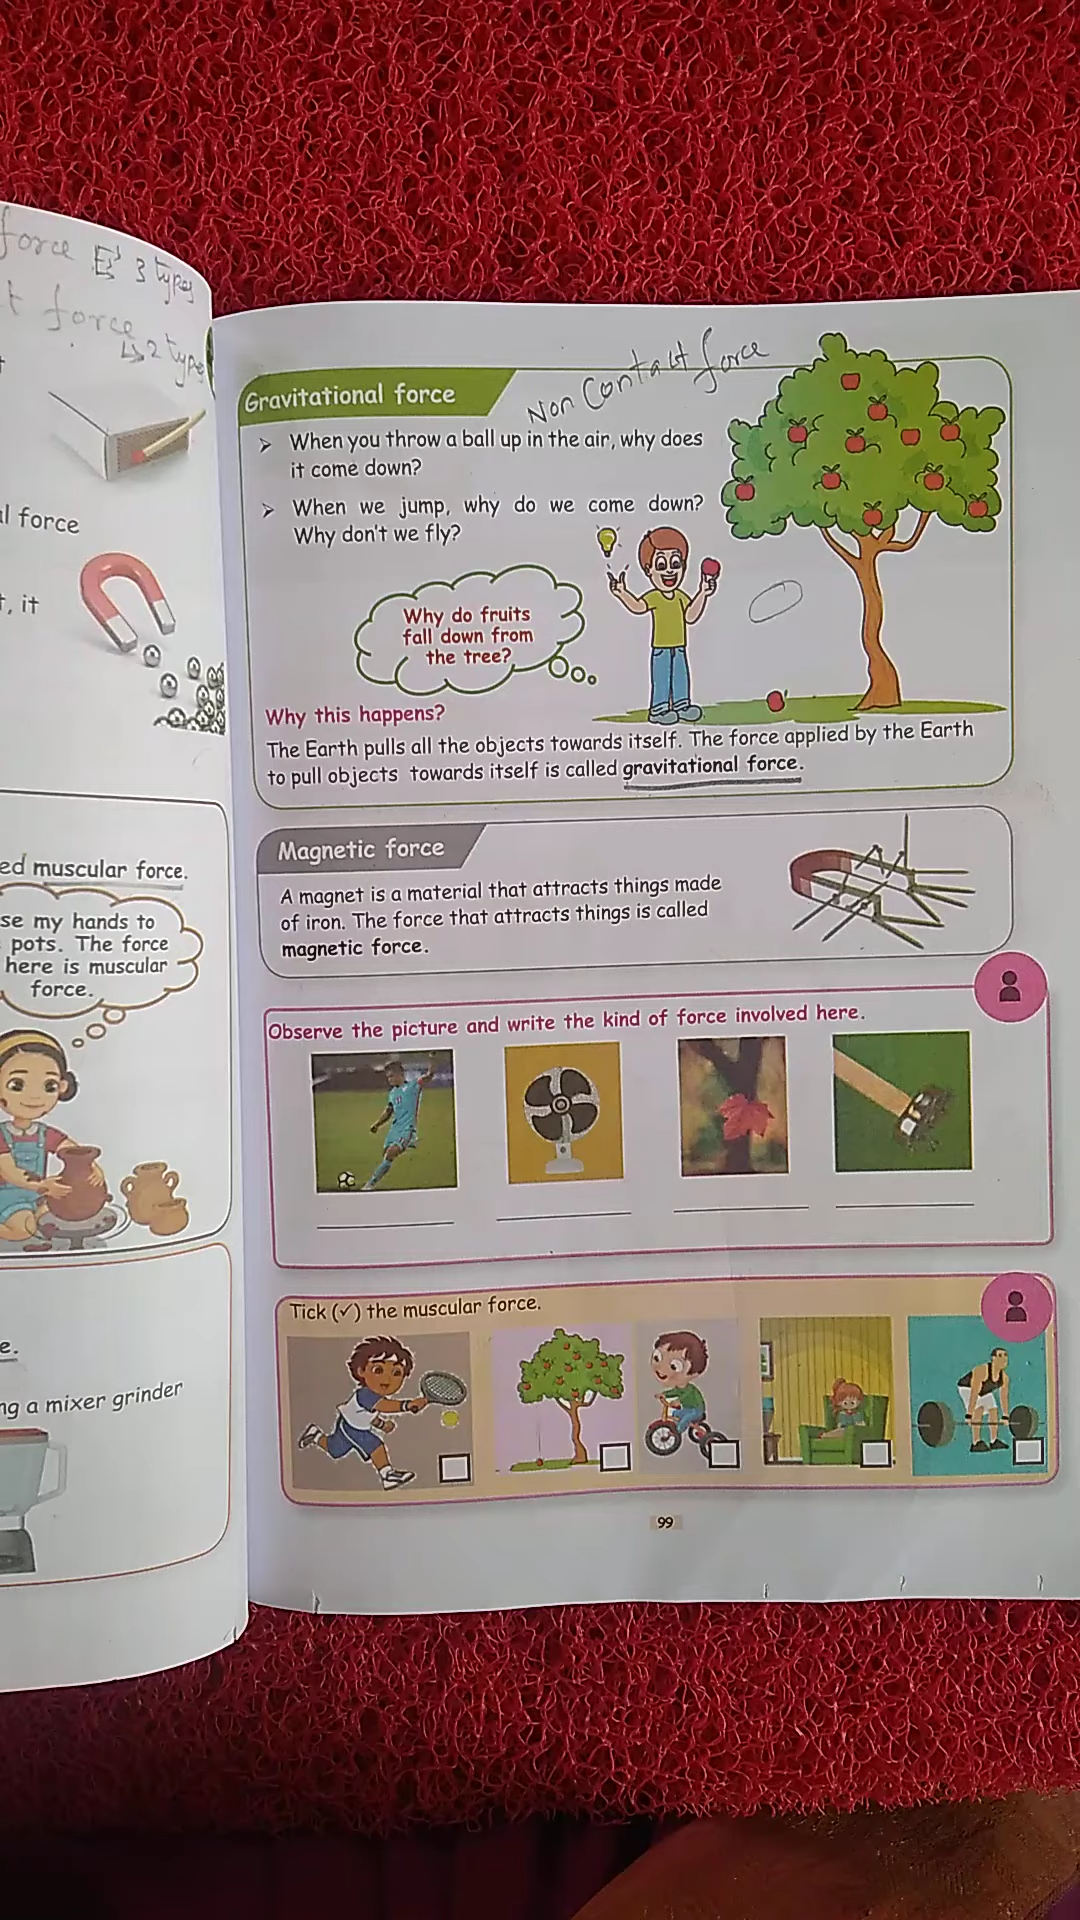 force E' 3 types
t force
↳2 type
al force
t, it
ed muscular force.
se my hands to
pots. The force
here is muscular
force.
e.
ng a mixer grinder
Non Contact force
Gravitational force
➢ When you throw a ball up in the air, why does
it come down?
➢ When we jump, why do we come down?
Why don't we fly?
Why do fruits
fall down from
the tree?
Why this happens?
The Earth pulls all the objects towards itself. The force applied by the Earth
to pull objects towards itself is called gravitational force.
Magnetic force
A magnet is a material that attracts things made
of iron. The force that attracts things is called
magnetic force.
Observe the picture and write the kind of force involved here.
Tick (✓) the muscular force.
99